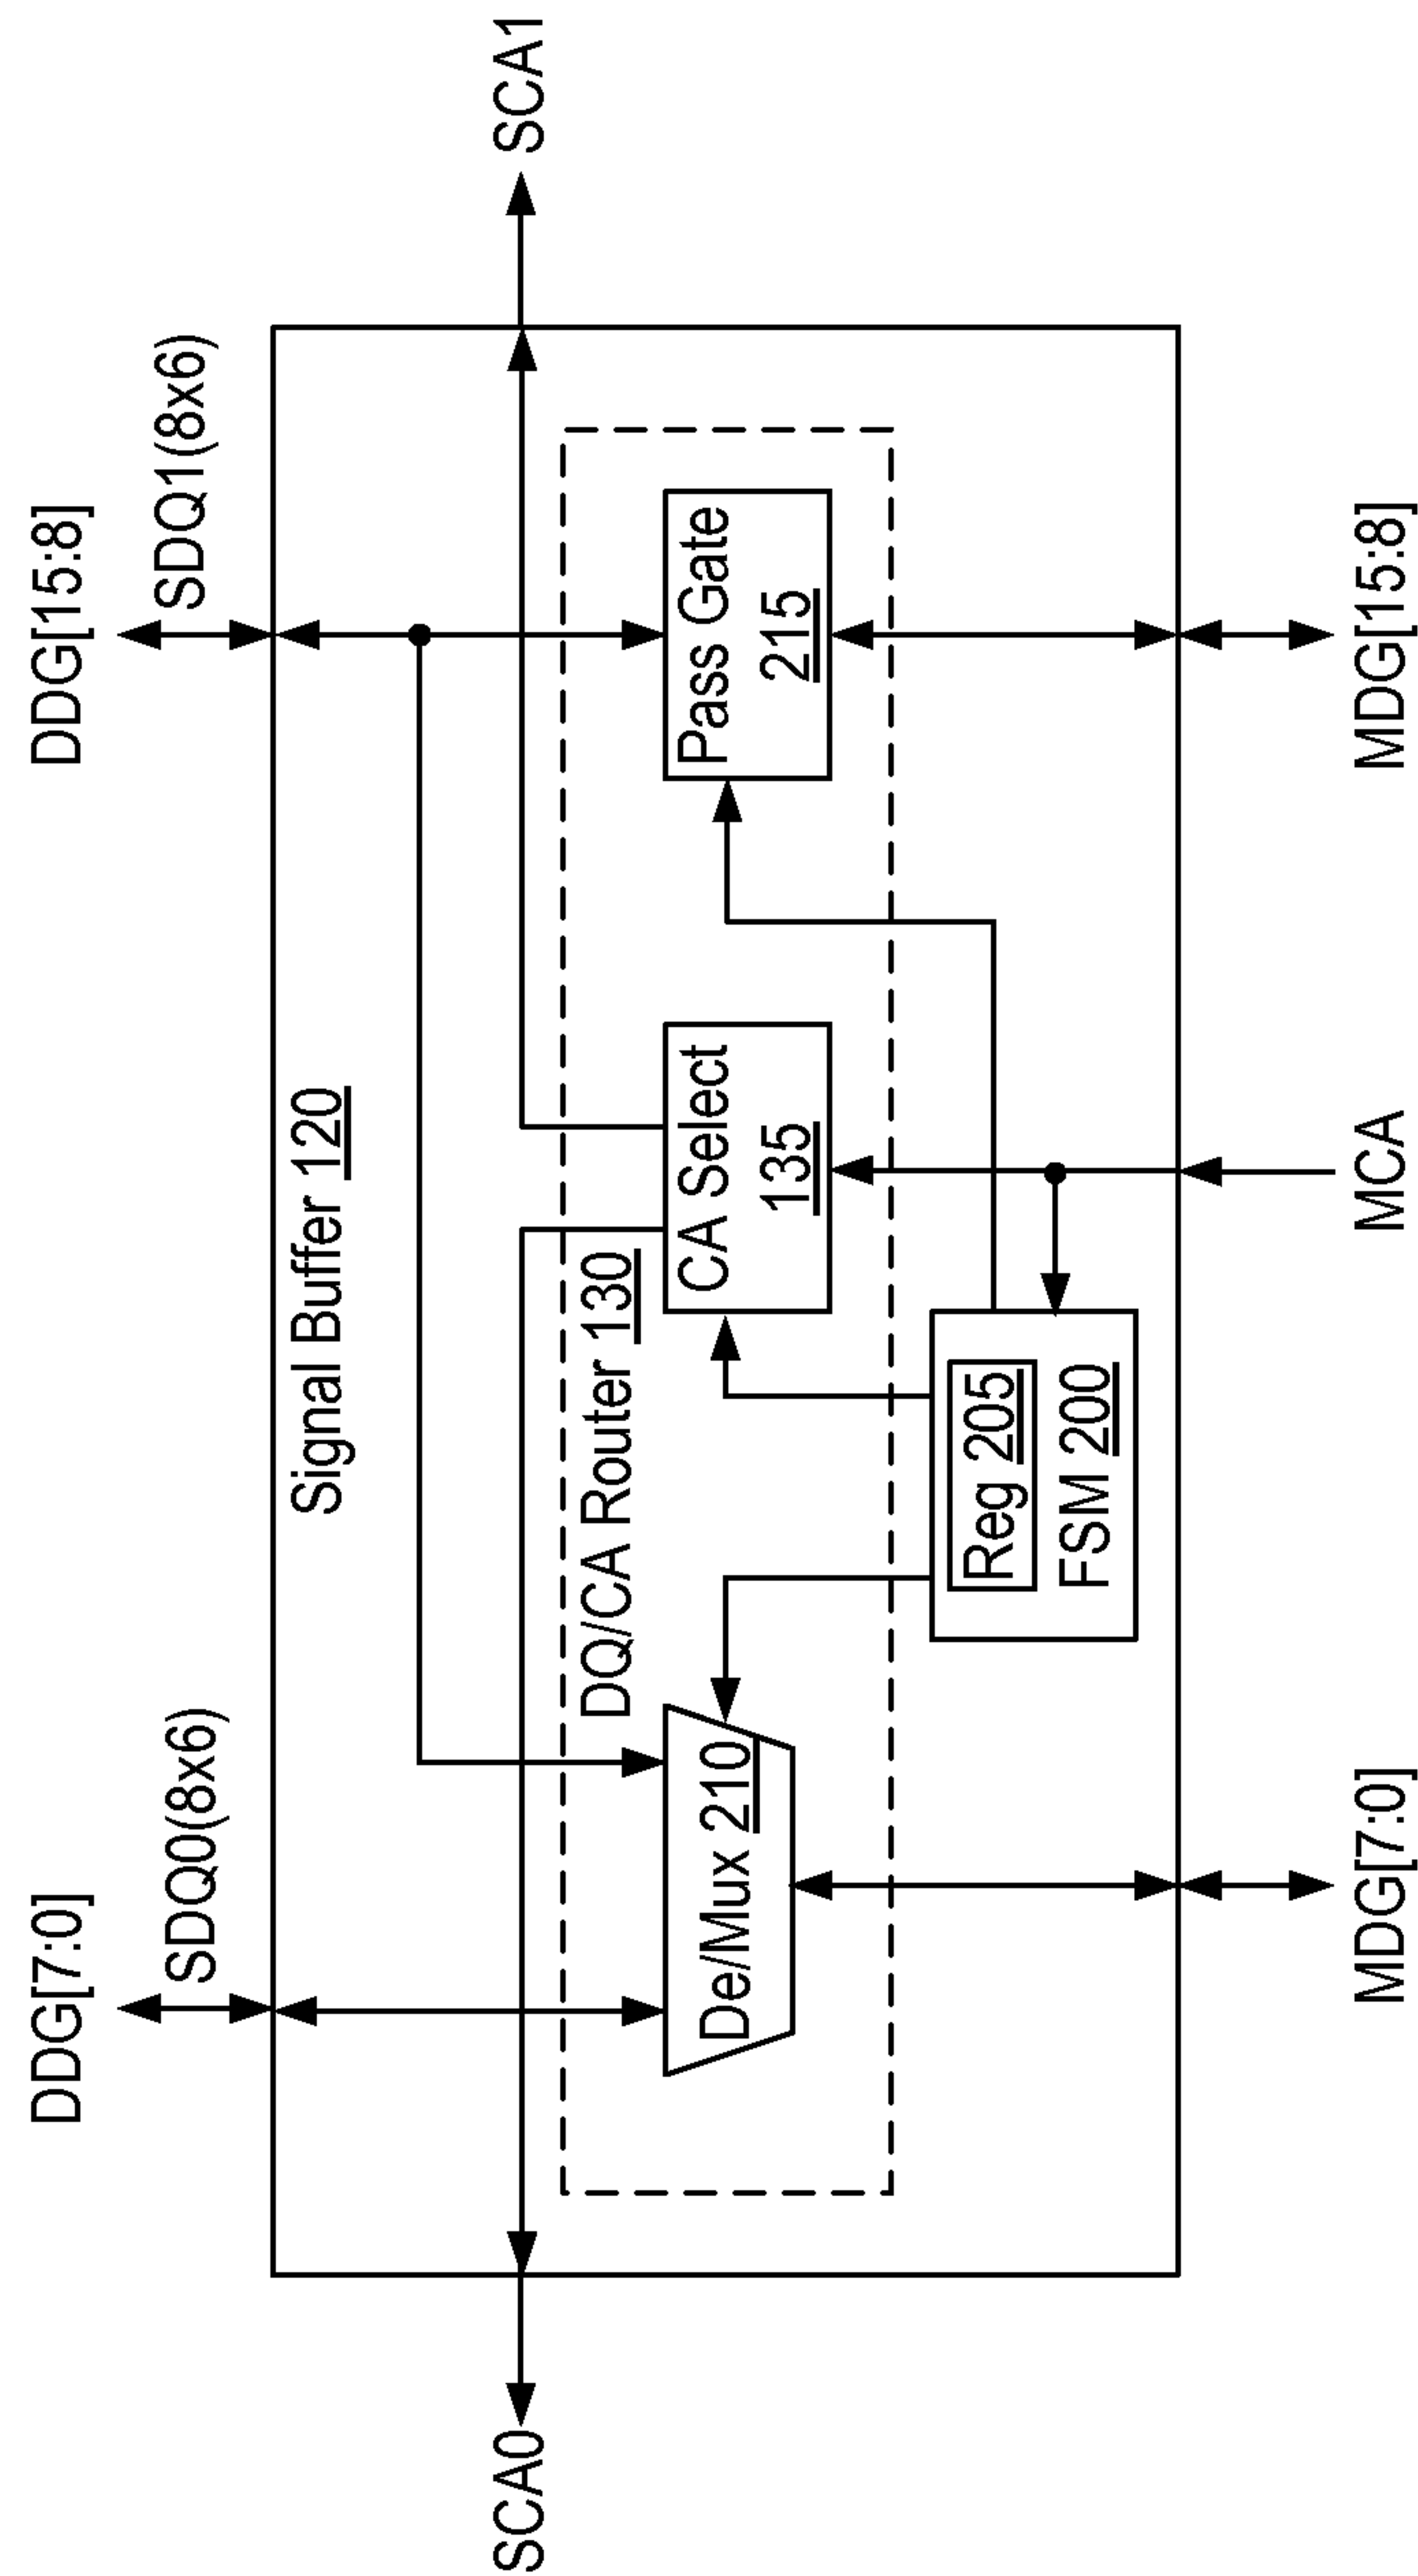 DDG[7:0]
DDG[15:8]
SDQ0(8x6)
SDQ1(8x6)
Signal Buffer 120
SCA0
SCA1
DQ/CA Router 130
De/Mux 210
CA Select
135
Pass Gate
215
Reg 205
FSM 200
MDG[7:0]
MCA
MDG[15:8]